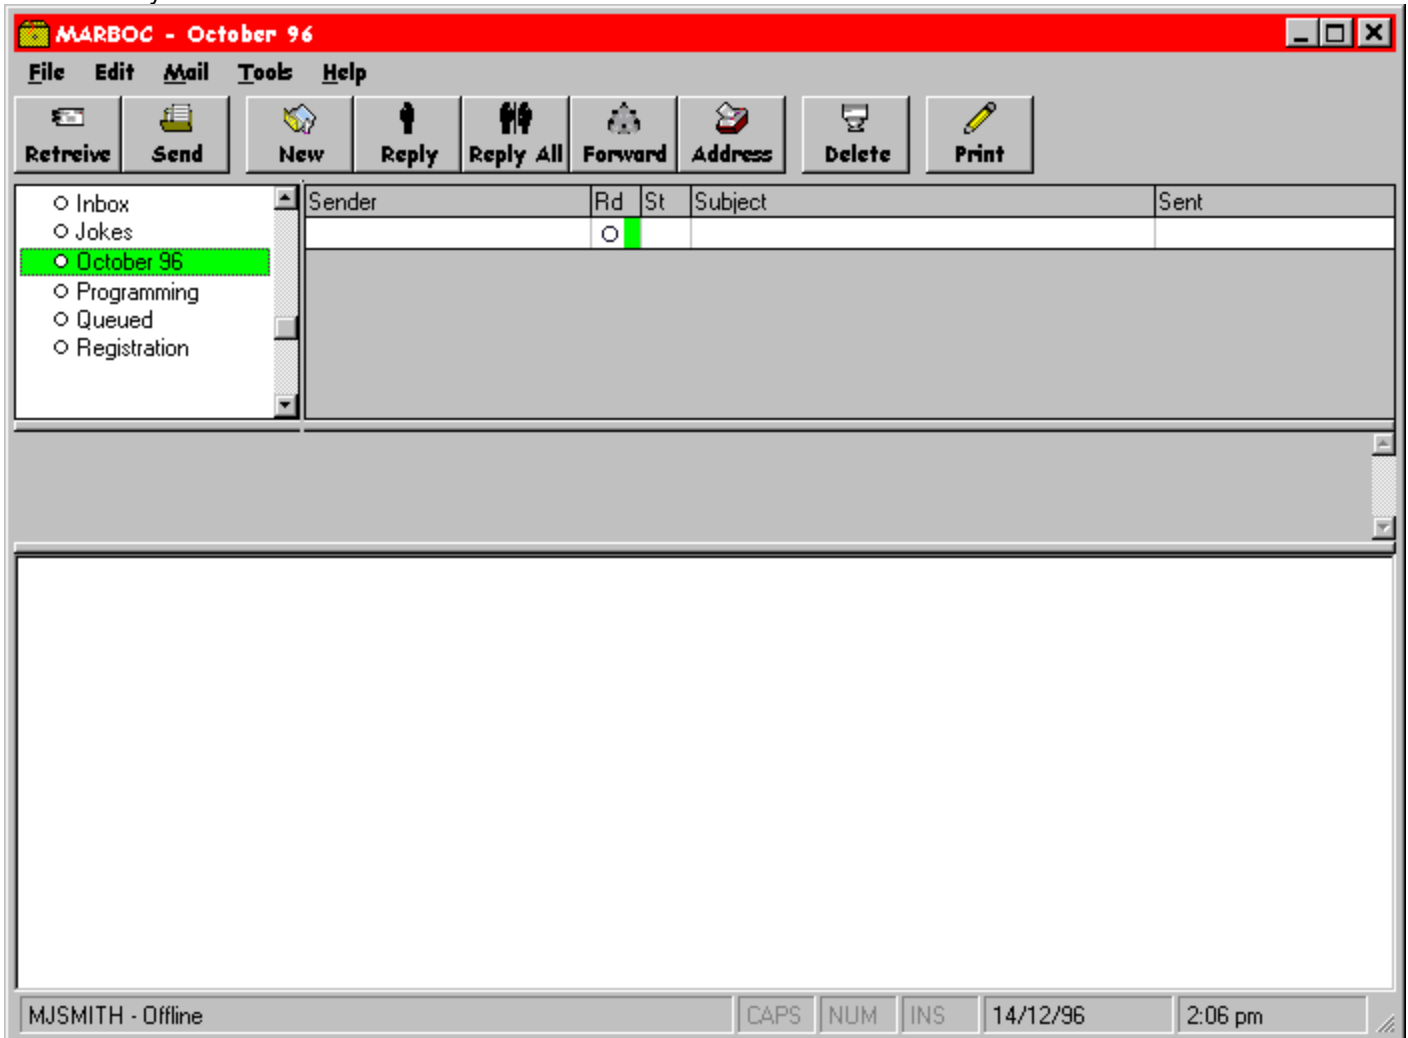 MARBOC - October 96
File Edit Mail Tools Help
Retreive Send New Reply Reply All Forward Address Delete Print
Sender Rd St Subject Sent
Inbox
Jokes
October 96
Programming
Queued
Registration
MJSMITH - Offline CAPS NUM INS 14/12/96 2:06 pm